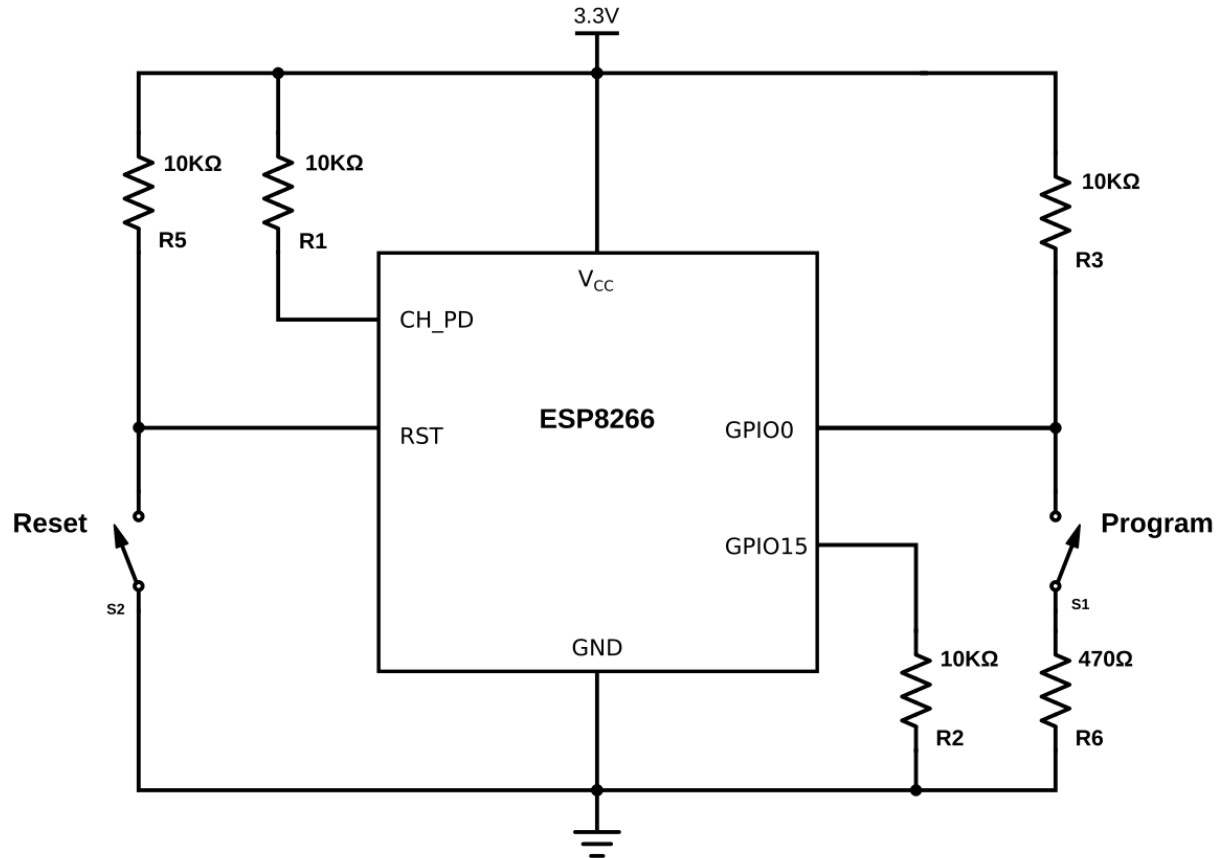 3.3V
10KΩ
R5
10KΩ
R1
10KΩ
R3
VCC
CH_PD
ESP8266
RST
GPIO0
Reset
S2
Program
S1
GPIO15
GND
10KΩ
R2
470Ω
R6